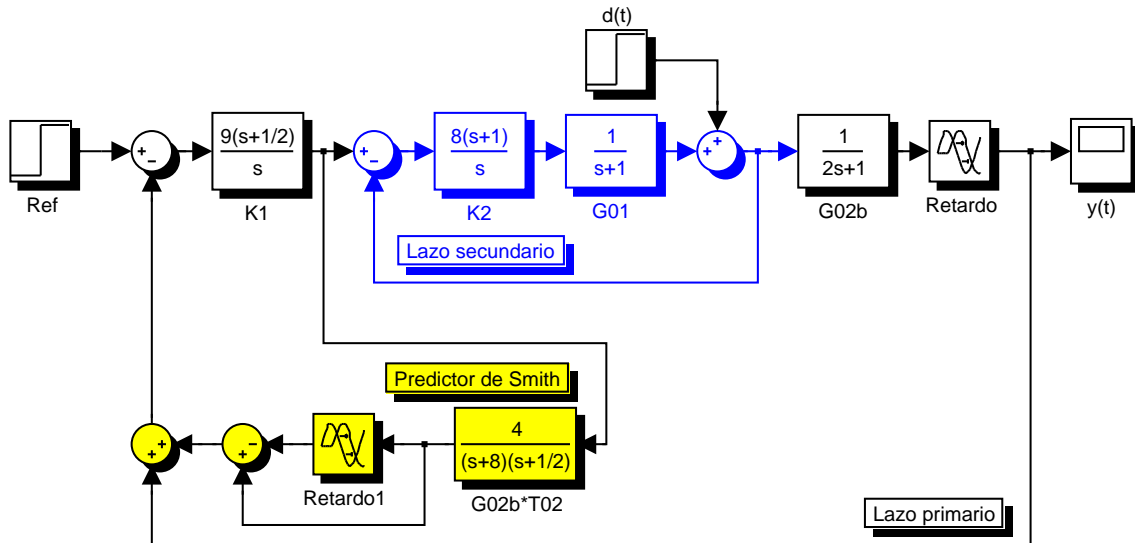 d(t)
Ref
9(s+1/2)
s
K1
8(s+1)
s
K2
1
s+1
G01
1
2s+1
G02b
Retardo
y(t)
Lazo secundario
Predictor de Smith
Retardo1
4
(s+8)(s+1/2)
G02b*T02
Lazo primario